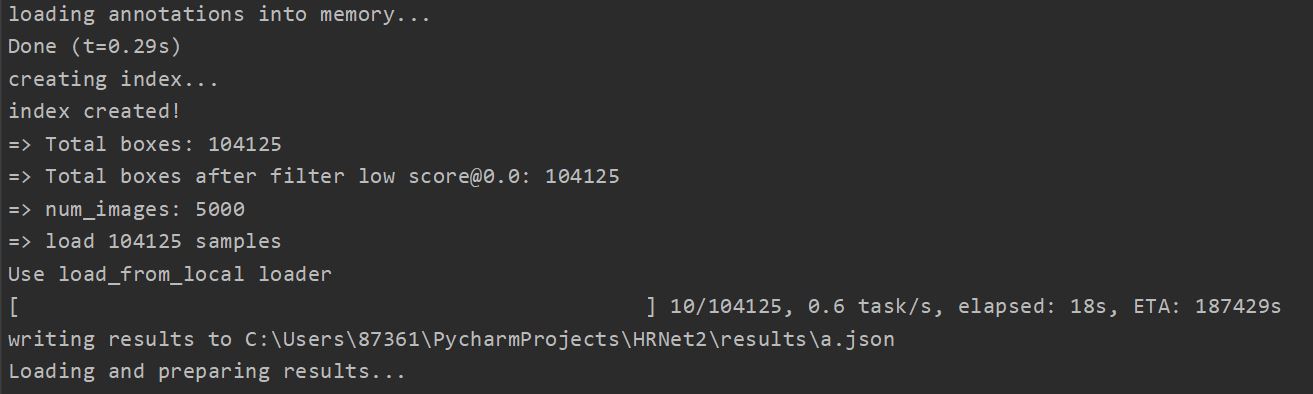 loading annotations into memory...
Done (t=0.29s)
creating index...
index created!
=> Total boxes: 104125
=> Total boxes after filter low score@0.0: 104125
=> num_images: 5000
=> load 104125 samples
Use load_from_local loader
[                                                  ] 10/104125, 0.6 task/s, elapsed: 18s, ETA: 187429s
writing results to C:\Users\87361\PycharmProjects\HRNet2\results\a.json
Loading and preparing results...